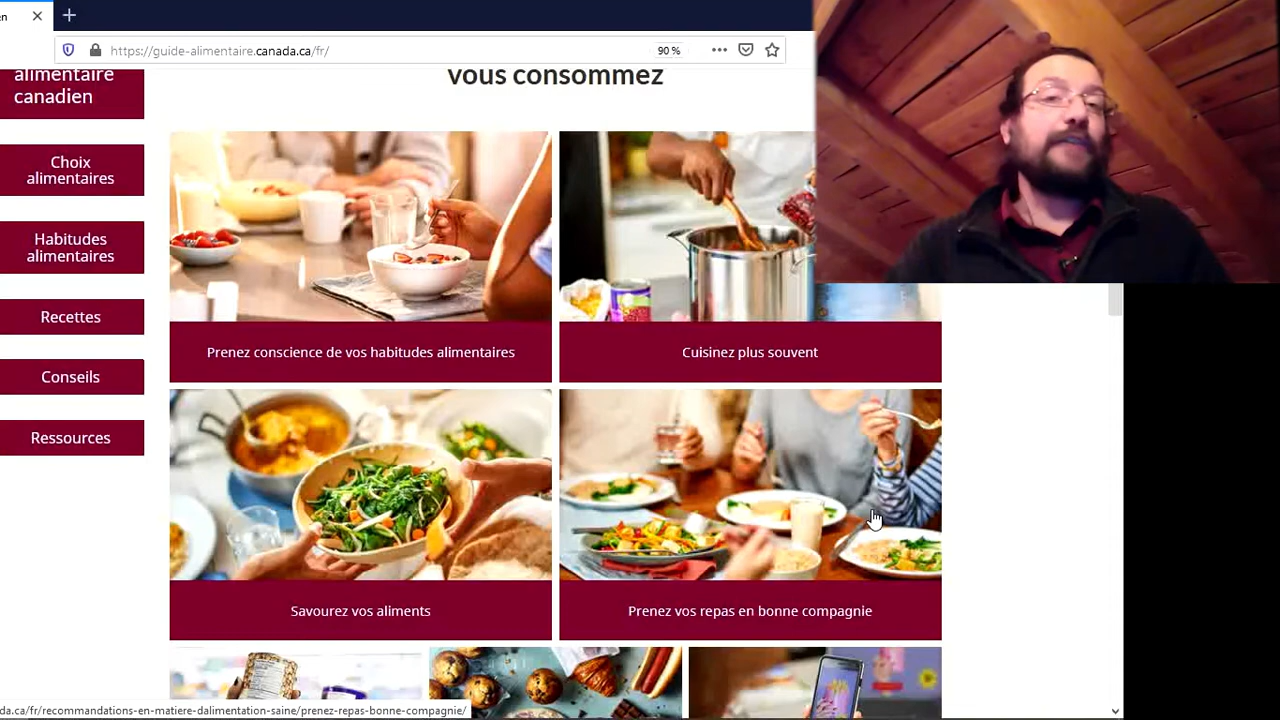 en
https://guide-alimentaire.canada.ca/fr/
90 %
alimentaire
canadien
vous consommez
Choix
alimentaires
Habitudes
alimentaires
Recettes
Conseils
Ressources
Prenez conscience de vos habitudes alimentaires
Cuisinez plus souvent
Savourez vos aliments
Prenez vos repas en bonne compagnie
da.ca/fr/recommandations-en-matiere-dalimentation-saine/prenez-repas-bonne-compagnie/